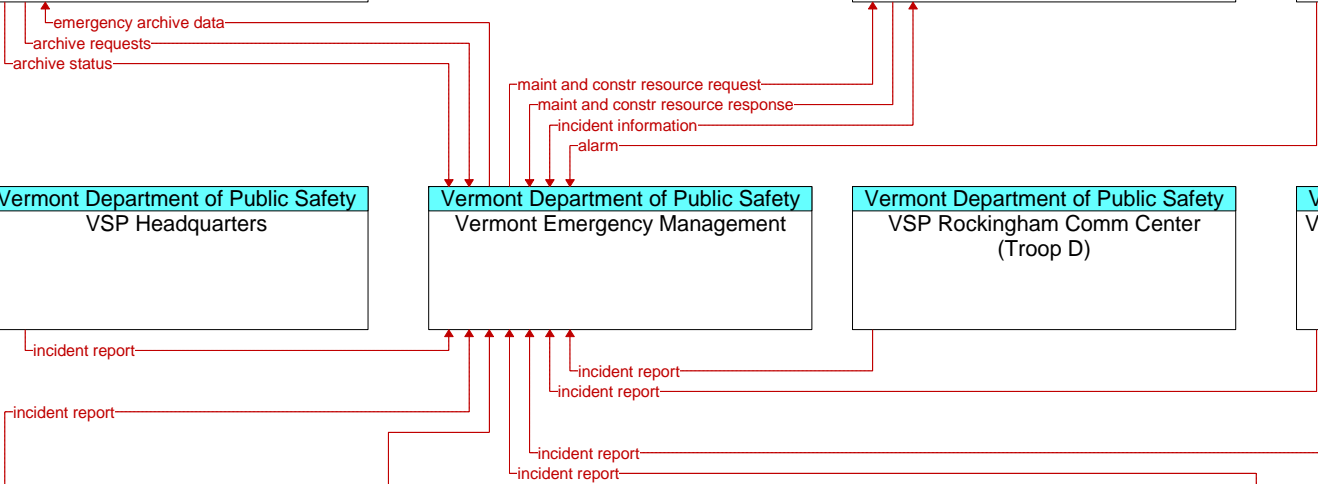 emergency archive data
archive requests
archive status
maint and constr resource request
maint and constr resource response
incident information
alarm
Vermont Department of Public Safety
VSP Headquarters
Vermont Department of Public Safety
Vermont Emergency Management
Vermont Department of Public Safety
VSP Rockingham Comm Center
(Troop D)
V
V
incident report
incident report
incident report
incident report
incident report
incident report